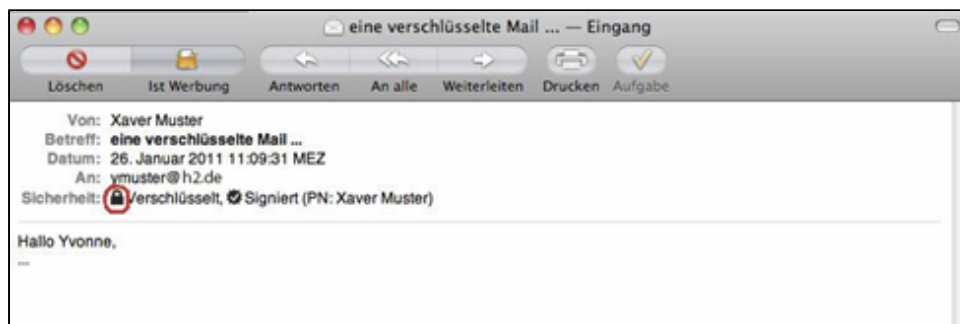 eine verschlüsselte Mail ... — Eingang
Löschen Ist Werbung Antworten An alle Weiterleiten Drucken Aufgabe
Von: Xaver Muster
Betreff: eine verschlüsselte Mail ...
Datum: 26. Januar 2011 11:09:31 MEZ
An: ymuster@h2.de
Sicherheit: Verschlüsselt, Signiert (PN: Xaver Muster)
Hallo Yvonne,
...